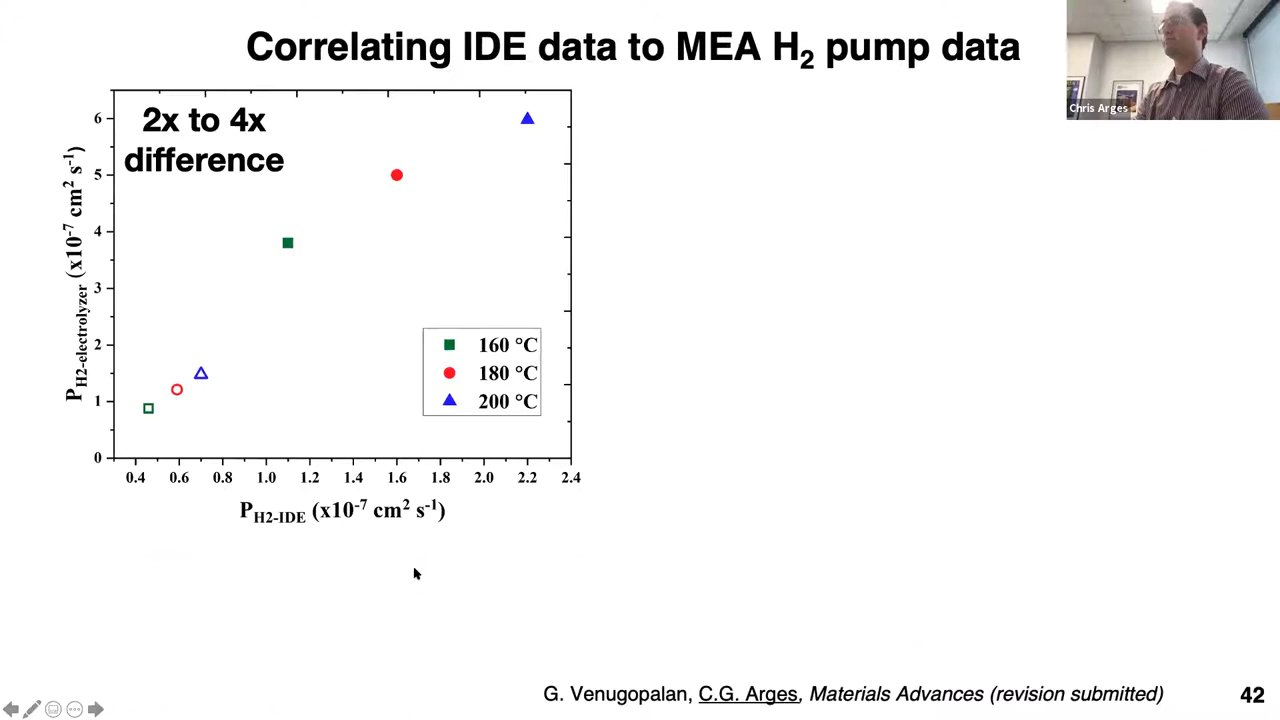 Correlating IDE data to MEA H2 pump data
Chris Arges
2x to 4x
difference
6
5
4
3
2
1
0
PH2-electrolyzer (x10-7 cm2 s-1)
160 °C
180 °C
200 °C
0.4 0.6 0.8 1.0 1.2 1.4 1.6 1.8 2.0 2.2 2.4
PH2-IDE (x10-7 cm2 s-1)
G. Venugopalan, C.G. Arges, Materials Advances (revision submitted)
42